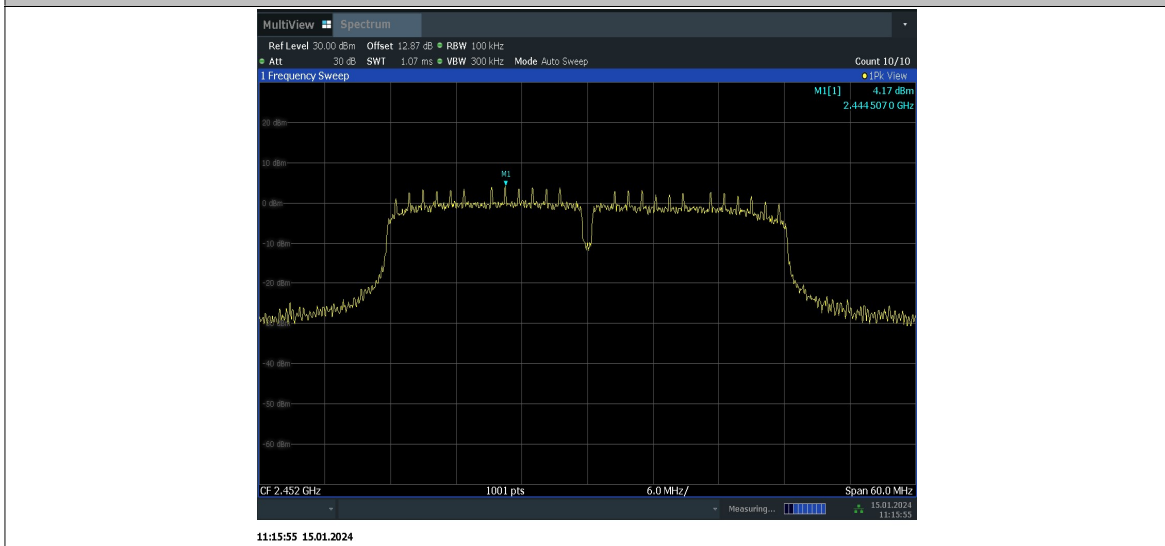 MultiView Spectrum
Ref Level 30.00 dBm Offset 12.87 dB RBW 100 kHz
Att 30 dB SWT 1.07 ms VBW 300 kHz Mode Auto Sweep Count 10/10
1 Frequency Sweep 1Pk View
M1[1] 4.17 dBm
2.444 507 0 GHz
20 dBm
10 dBm
M1
0 dBm
-10 dBm
-20 dBm
-30 dBm
-40 dBm
-50 dBm
-60 dBm
CF 2.452 GHz 1001 pts 6.0 MHz/ Span 60.0 MHz
Measuring... 15.01.2024
11:15:55
11:15:55 15.01.2024